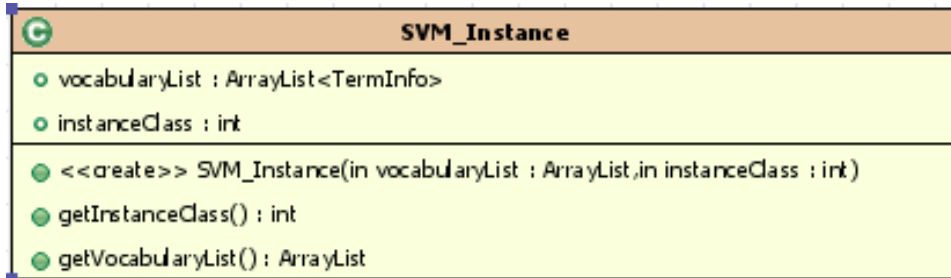 C SVM_Instance
vocabularyList : ArrayList<TermInfo>
instanceClass : int
<<create>> SVM_Instance(in vocabularyList : ArrayList,in instanceClass : int)
getInstanceClass() : int
getVocabularyList() : ArrayList